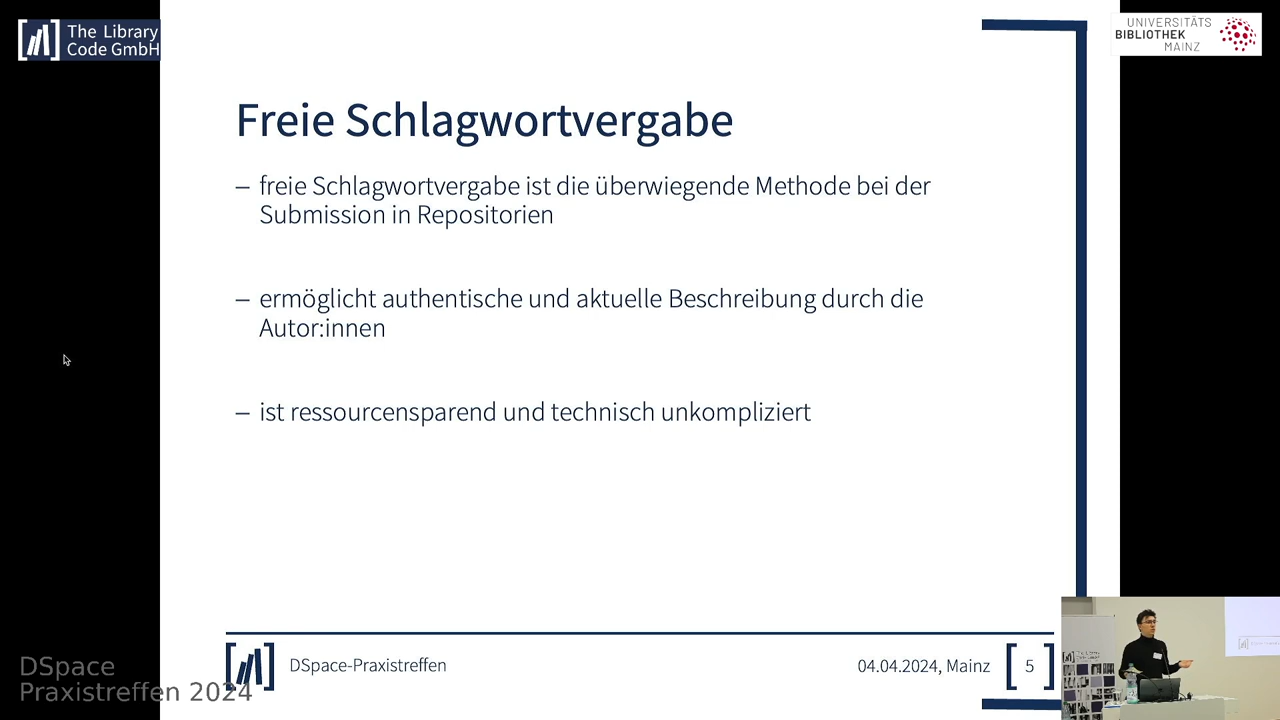 The Library
Code GmbH
UNIVERSITÄTS
BIBLIOTHEK
MAINZ
Freie Schlagwortvergabe
– freie Schlagwortvergabe ist die überwiegende Methode bei der
Submission in Repositorien
– ermöglicht authentische und aktuelle Beschreibung durch die
Autor:innen
– ist ressourcensparend und technisch unkompliziert
DSpace-Praxistreffen
04.04.2024, Mainz
5
DSpace
Praxistreffen 2024